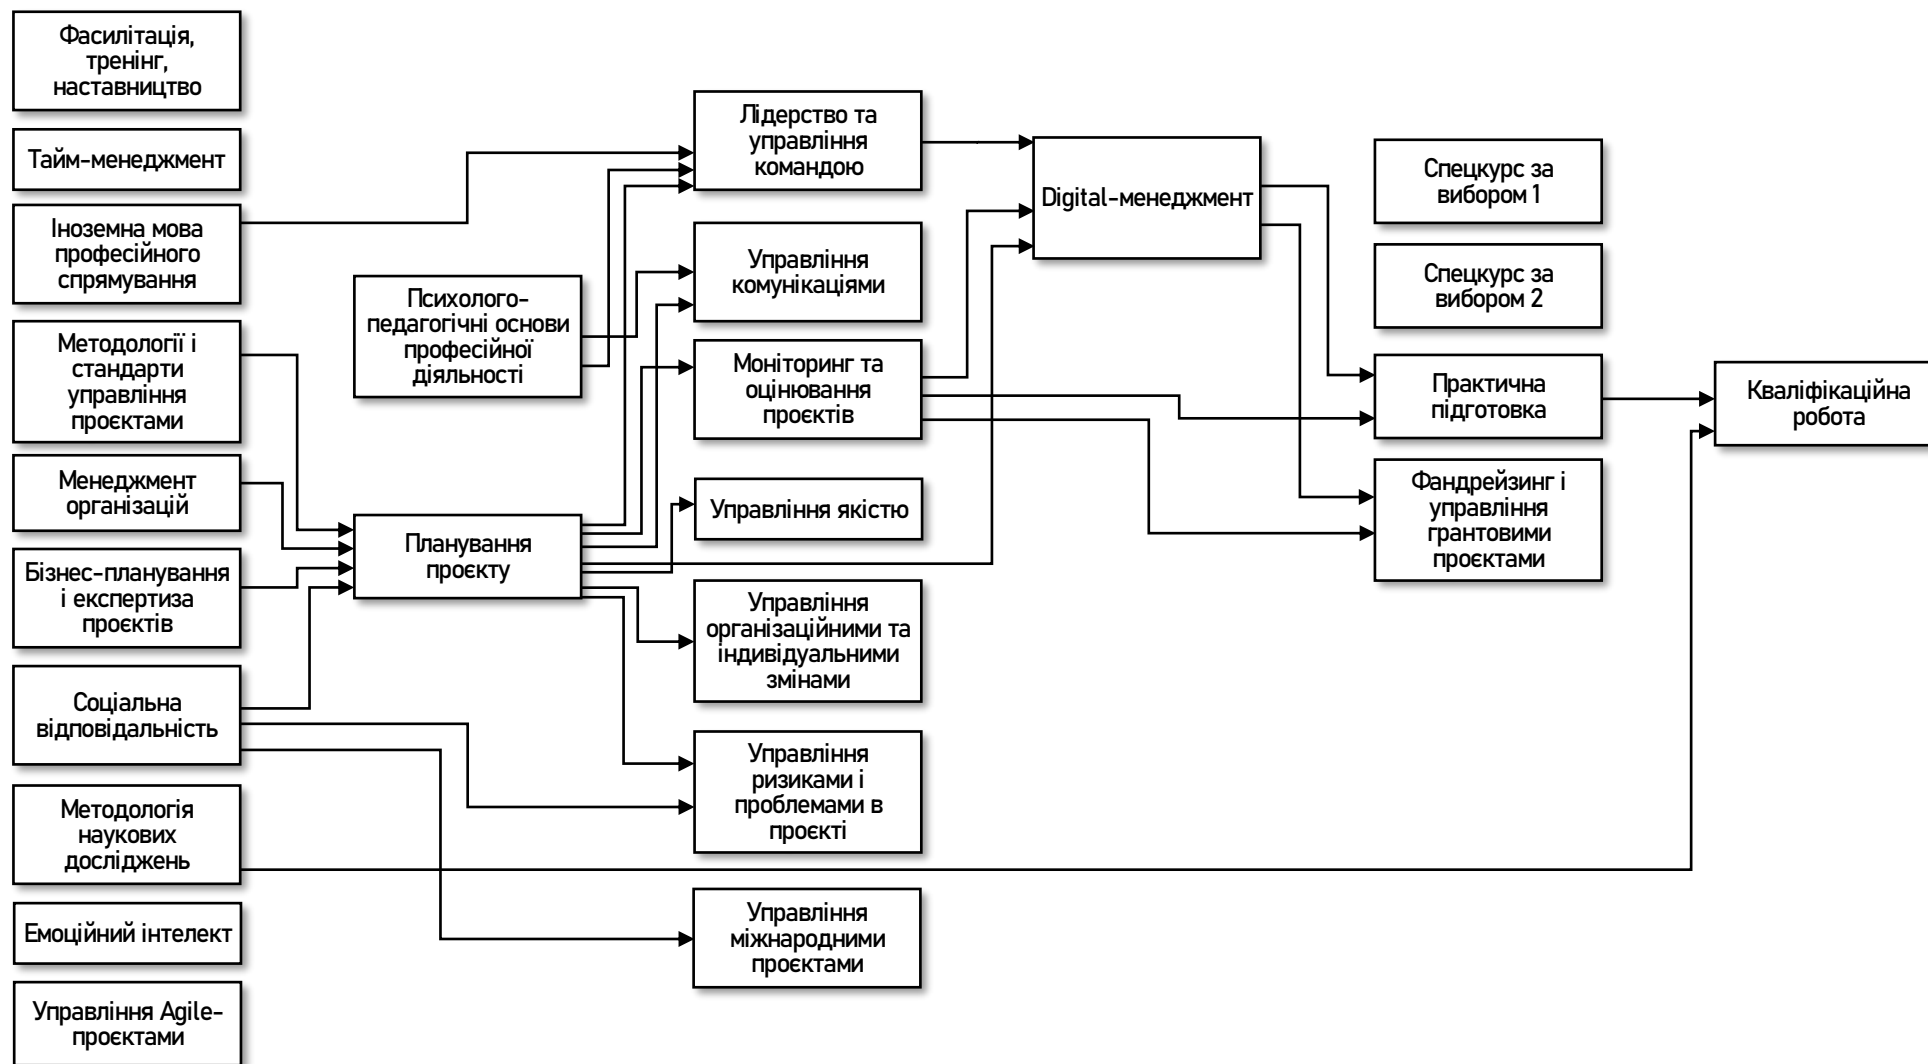 Фасилітація,
тренінг,
наставництво
Тайм-менеджмент
Іноземна мова
професійного
спрямування
Методології і
стандарти
управління
проєктами
Менеджмент
організацій
Бізнес-планування
і експертиза
проєктів
Соціальна
відповідальність
Методологія
наукових
досліджень
Емоційний інтелект
Управління Agile-
проєктами
Психолого-
педагогічні основи
професійної
діяльності
Планування
проєкту
Лідерство та
управління
командою
Управління
комунікаціями
Моніторинг та
оцінювання
проєктів
Управління якістю
Управління
організаційними та
індивідуальними
змінами
Управління
ризиками і
проблемами в
проєкті
Управління
міжнародними
проєктами
Digital-менеджмент
Спецкурс за
вибором 1
Спецкурс за
вибором 2
Практична
підготовка
Фандрейзинг і
управління
грантовими
проєктами
Кваліфікаційна
робота